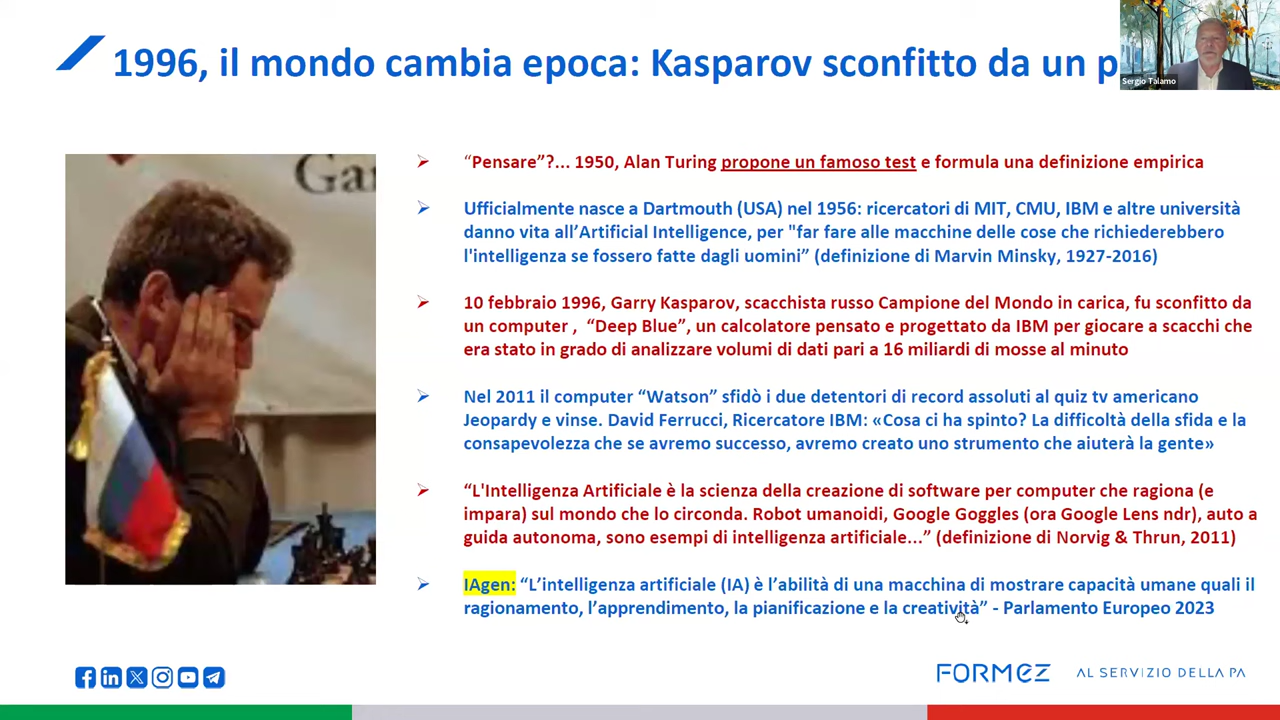 1996, il mondo cambia epoca: Kasparov sconfitto da un p
Sergio Talamo
Ga
“Pensare”?... 1950, Alan Turing propone un famoso test e formula una definizione empirica
Ufficialmente nasce a Dartmouth (USA) nel 1956: ricercatori di MIT, CMU, IBM e altre università
danno vita all’Artificial Intelligence, per "far fare alle macchine delle cose che richiederebbero
l'intelligenza se fossero fatte dagli uomini” (definizione di Marvin Minsky, 1927-2016)
10 febbraio 1996, Garry Kasparov, scacchista russo Campione del Mondo in carica, fu sconfitto da
un computer , “Deep Blue”, un calcolatore pensato e progettato da IBM per giocare a scacchi che
era stato in grado di analizzare volumi di dati pari a 16 miliardi di mosse al minuto
Nel 2011 il computer “Watson” sfidò i due detentori di record assoluti al quiz tv americano
Jeopardy e vinse. David Ferrucci, Ricercatore IBM: «Cosa ci ha spinto? La difficoltà della sfida e la
consapevolezza che se avremo successo, avremo creato uno strumento che aiuterà la gente»
“L'Intelligenza Artificiale è la scienza della creazione di software per computer che ragiona (e
impara) sul mondo che lo circonda. Robot umanoidi, Google Goggles (ora Google Lens ndr), auto a
guida autonoma, sono esempi di intelligenza artificiale...” (definizione di Norvig & Thrun, 2011)
IAgen: “L’intelligenza artificiale (IA) è l’abilità di una macchina di mostrare capacità umane quali il
ragionamento, l’apprendimento, la pianificazione e la creatività” - Parlamento Europeo 2023
FORMEZ AL SERVIZIO DELLA PA